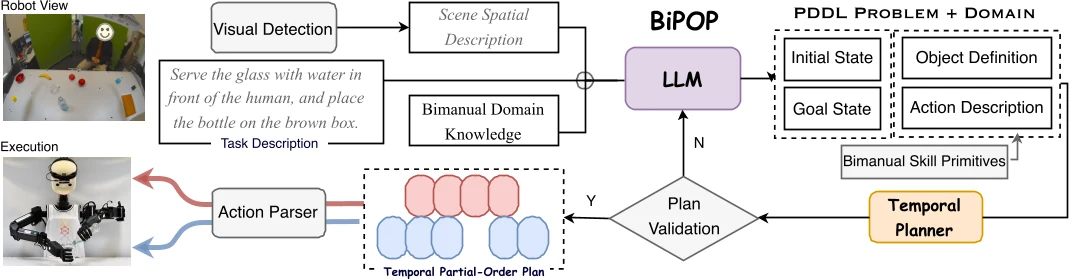 Robot View
Visual Detection
Scene Spatial
Description
BiPOP
PDDL PROBLEM + DOMAIN
Serve the glass with water in
front of the human, and place
the bottle on the brown box.
Task Description
Bimanual Domain
Knowledge
LLM
Initial State
Goal State
Object Definition
Action Description
Bimanual Skill Primitives
N
Execution
Action Parser
Temporal Partial-Order Plan
Y
Plan
Validation
Temporal
Planner